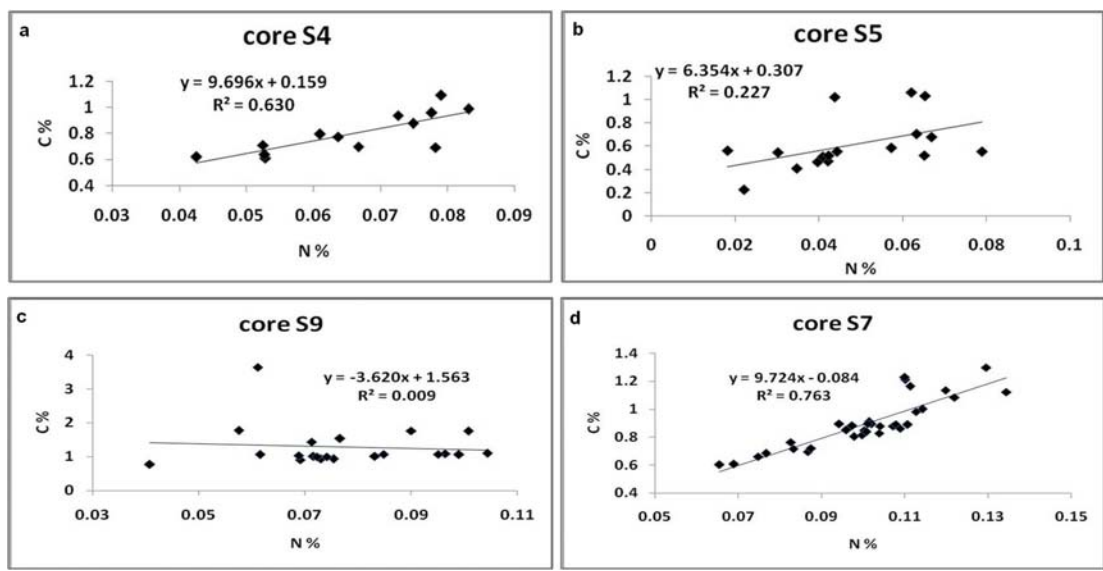 a
core S4
y = 9.696x + 0.159
R² = 0.630
C %
1.2
1
0.8
0.6
0.4
0.03 0.04 0.05 0.06 0.07 0.08 0.09
N %
b
core S5
y = 6.354x + 0.307
R² = 0.227
C %
1.2
1
0.8
0.6
0.4
0.2
0
0 0.02 0.04 0.06 0.08 0.1
N %
c
core S9
y = -3.620x + 1.563
R² = 0.009
C %
4
3
2
1
0
0.03 0.05 0.07 0.09 0.11
N %
d
core S7
y = 9.724x - 0.084
R² = 0.763
C %
1.4
1.2
1
0.8
0.6
0.4
0.05 0.07 0.09 0.11 0.13 0.15
N %